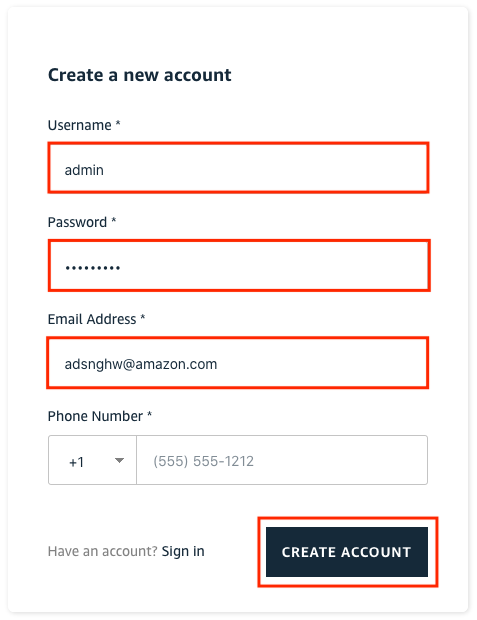 Create a new account
Username *
admin
Password *
•••••••••
Email Address *
adsnghw@amazon.com
Phone Number *
+1 (555) 555-1212
Have an account? Sign in CREATE ACCOUNT